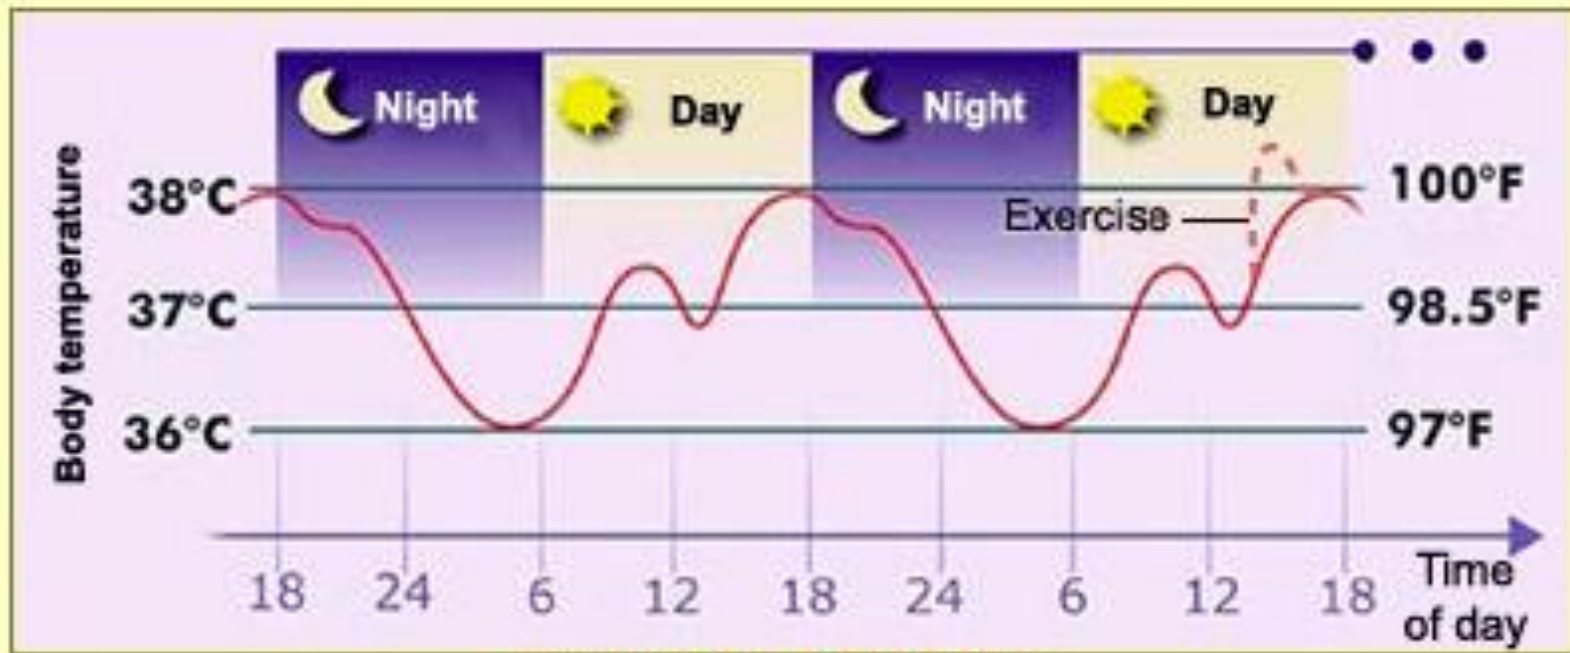 Night Day Night Day
Body temperature
38°C 100°F
Exercise
37°C 98.5°F
36°C 97°F
18 24 6 12 18 24 6 12 18
Time
of day